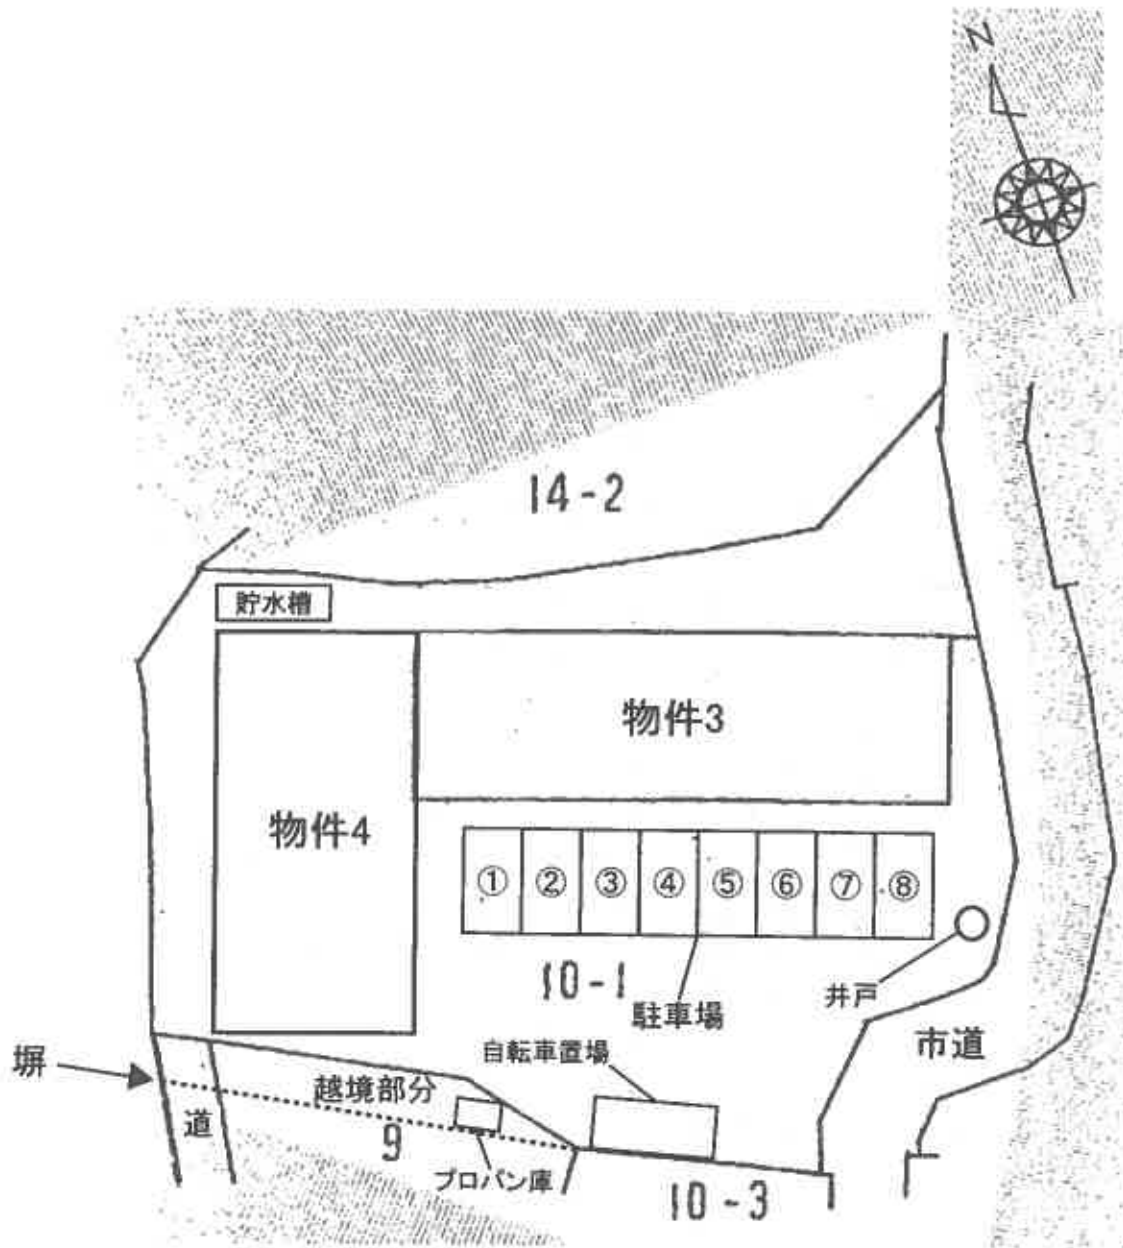 N
14-2
貯水槽
物件3
物件4
① ② ③ ④ ⑤ ⑥ ⑦ ⑧
10-1
駐車場
井戸
市道
自転車置場
塀
越境部分
道
9
プロパン庫
10-3